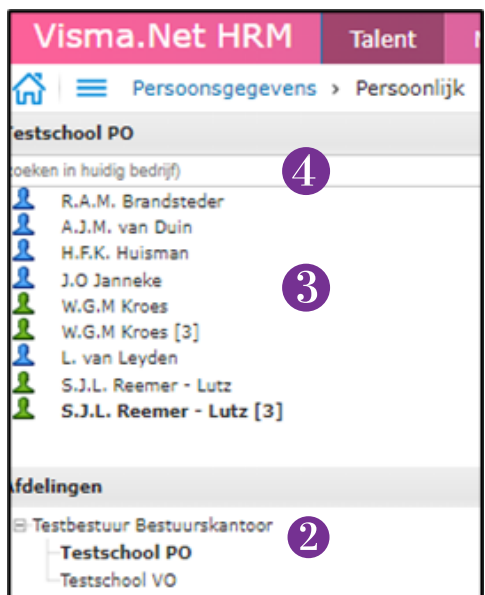 Visma.Net HRM Talent
Persoonsgegevens > Persoonlijk
Testschool PO
zoeken in huidig bedrijf) 4
R.A.M. Brandsteder
A.J.M. van Duin
H.F.K. Huisman
J.O Janneke 3
W.G.M Kroes
W.G.M Kroes [3]
L. van Leyden
S.J.L. Reemer - Lutz
S.J.L. Reemer - Lutz [3]
Afdelingen
Testbestuur Bestuurskantoor 2
Testschool PO
Testschool VO